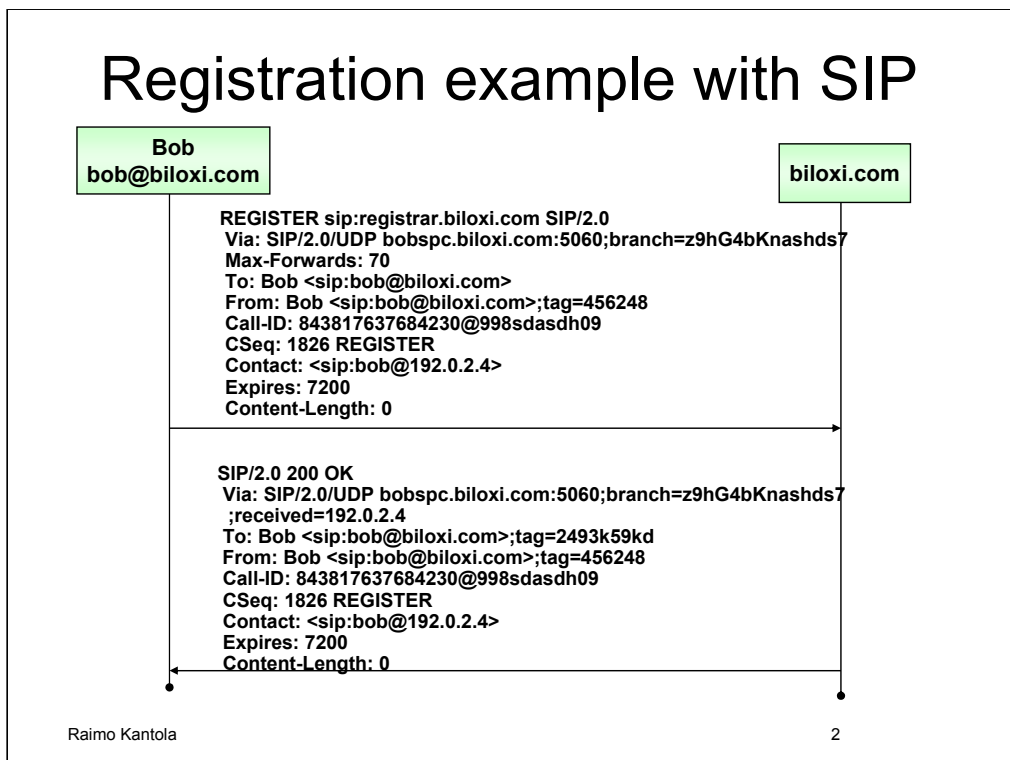 Registration example with SIP
Bob
bob@biloxi.com
biloxi.com
REGISTER sip:registrar.biloxi.com SIP/2.0
Via: SIP/2.0/UDP bobspc.biloxi.com:5060;branch=z9hG4bKnashds7
Max-Forwards: 70
To: Bob <sip:bob@biloxi.com>
From: Bob <sip:bob@biloxi.com>;tag=456248
Call-ID: 843817637684230@998sdasdh09
CSeq: 1826 REGISTER
Contact: <sip:bob@192.0.2.4>
Expires: 7200
Content-Length: 0
SIP/2.0 200 OK
Via: SIP/2.0/UDP bobspc.biloxi.com:5060;branch=z9hG4bKnashds7
;received=192.0.2.4
To: Bob <sip:bob@biloxi.com>;tag=2493k59kd
From: Bob <sip:bob@biloxi.com>;tag=456248
Call-ID: 843817637684230@998sdasdh09
CSeq: 1826 REGISTER
Contact: <sip:bob@192.0.2.4>
Expires: 7200
Content-Length: 0
Raimo Kantola
2